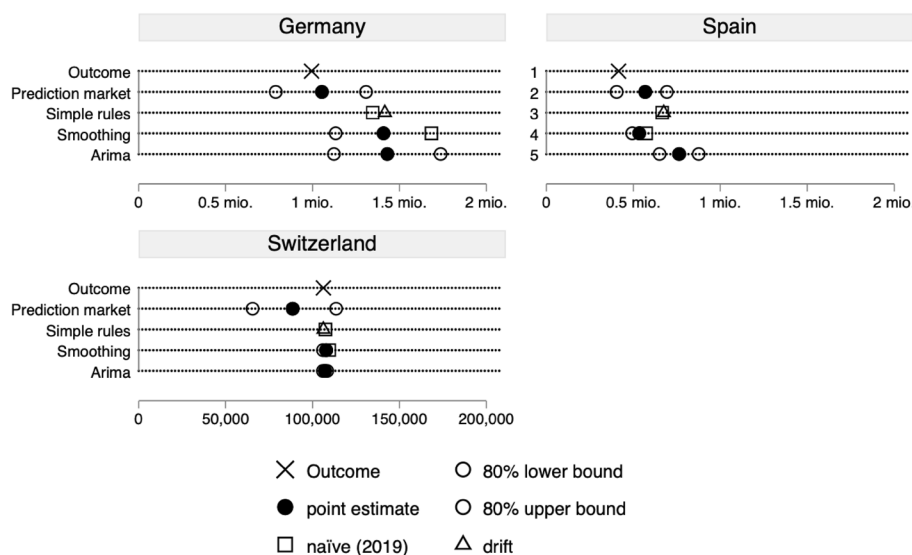 Germany
Spain
Outcome
Prediction market
Simple rules
Smoothing
Arima
1
2
3
4
5
0 0.5 mio. 1 mio. 1.5 mio. 2 mio.
0 0.5 mio. 1 mio. 1.5 mio. 2 mio.
Switzerland
Outcome
Prediction market
Simple rules
Smoothing
Arima
0 50,000 100,000 150,000 200,000
Outcome 80% lower bound
point estimate 80% upper bound
naïve (2019) drift